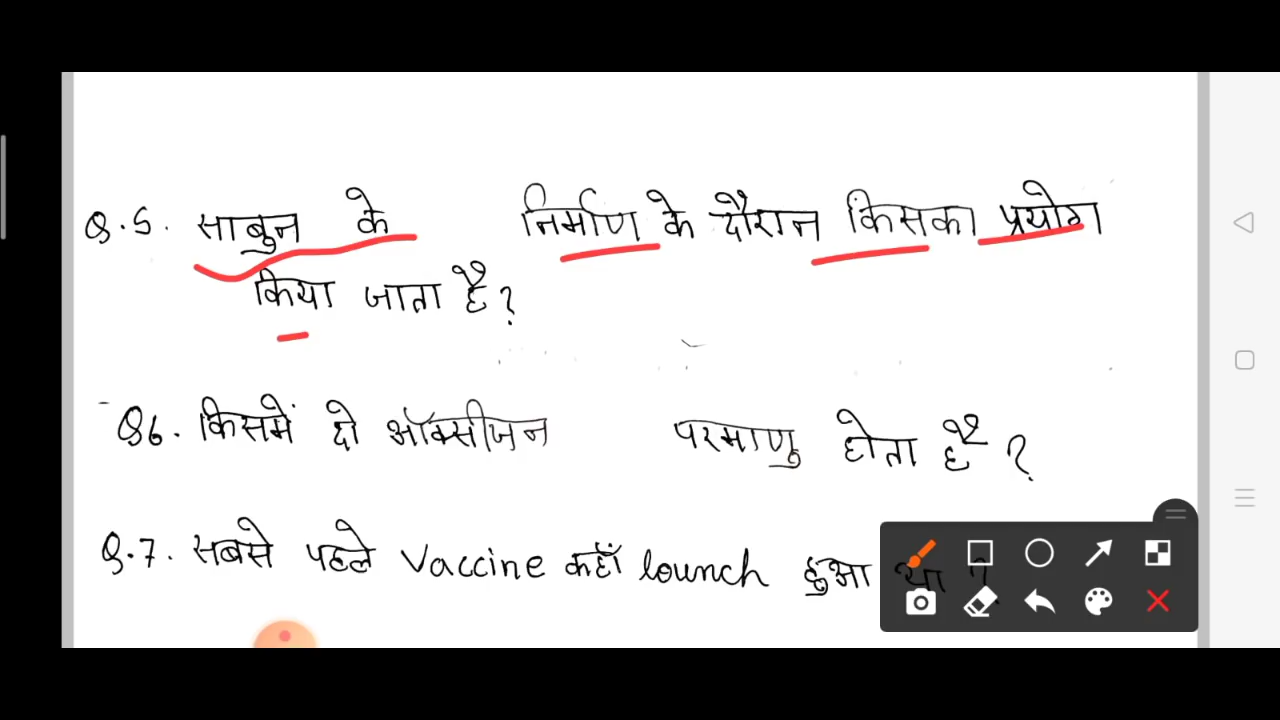 Q.5. साबुन के निर्माण के दौरान किसका प्रयोग
किया जाता है?
Q6. किसमें दो ऑक्सीजन परमाणु होता है?
Q.7. सबसे पहले Vaccine कहाँ lounch हुआ था ?